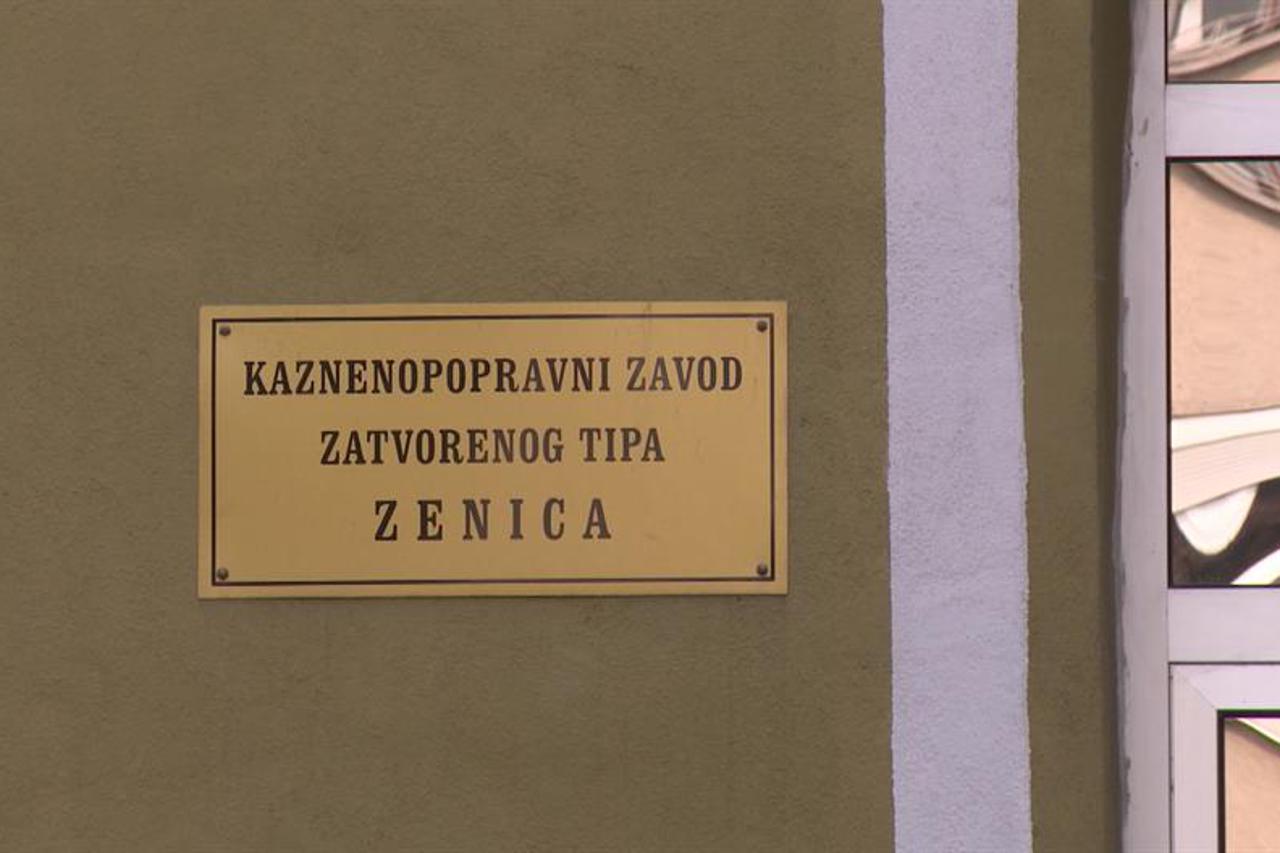 KAZNENOPOPRAVNI ZAVOD
ZATVORENOG TIPA
ZENICA